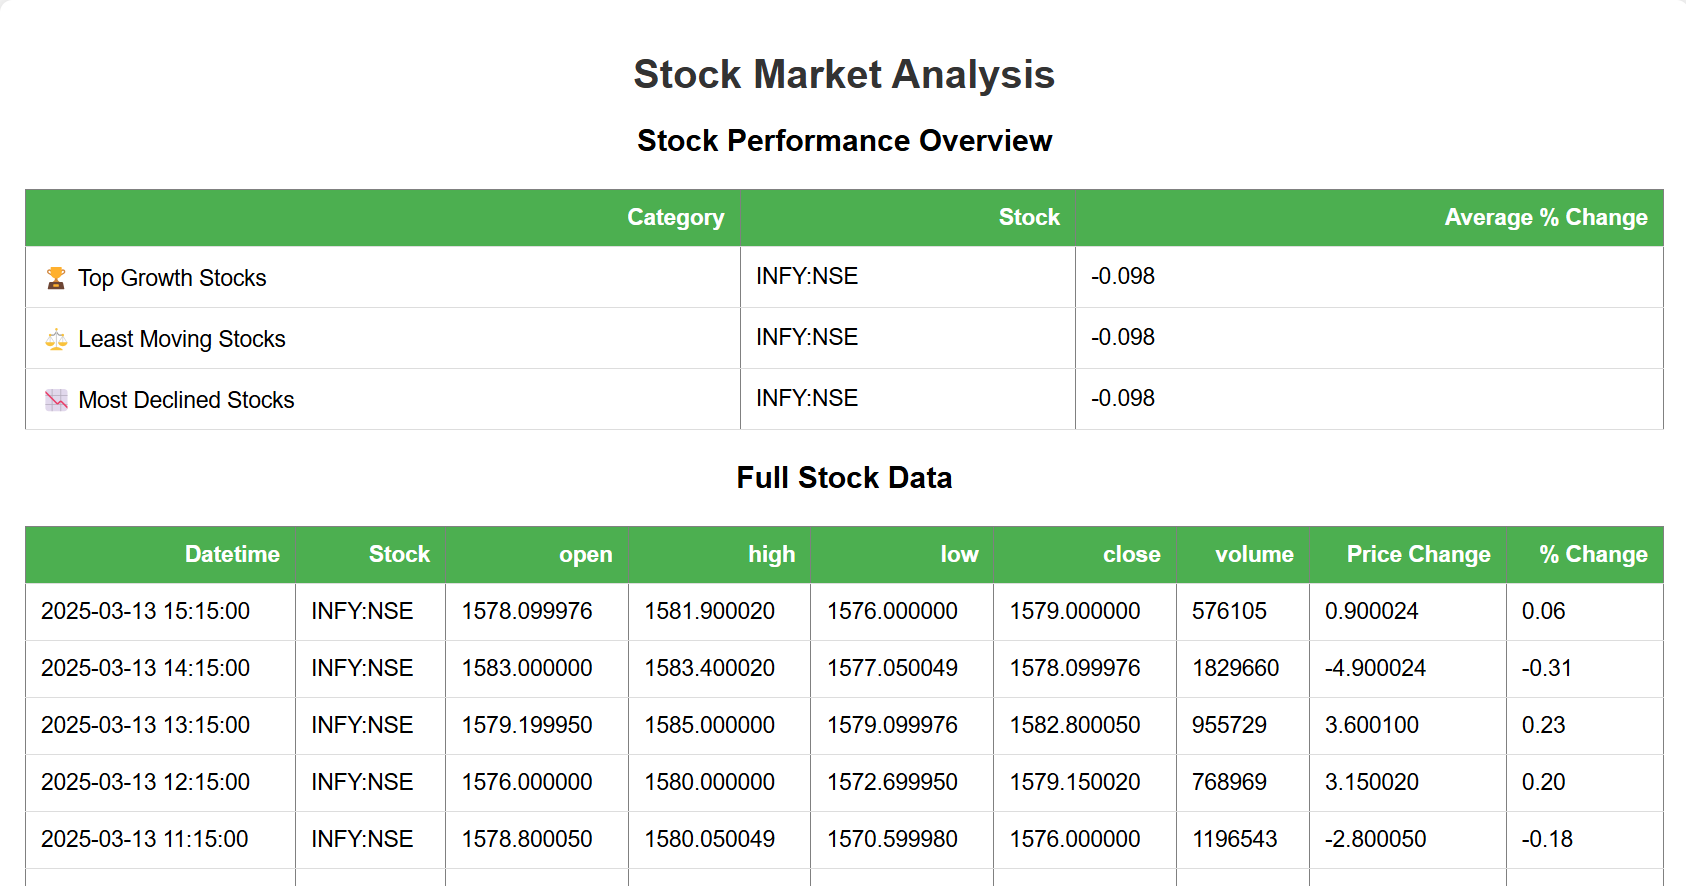 Stock Market Analysis
Stock Performance Overview
Category Stock Average % Change
🏆 Top Growth Stocks INFY:NSE -0.098
⚖️ Least Moving Stocks INFY:NSE -0.098
📉 Most Declined Stocks INFY:NSE -0.098
Full Stock Data
Datetime Stock open high low close volume Price Change % Change
2025-03-13 15:15:00 INFY:NSE 1578.099976 1581.900020 1576.000000 1579.000000 576105 0.900024 0.06
2025-03-13 14:15:00 INFY:NSE 1583.000000 1583.400020 1577.050049 1578.099976 1829660 -4.900024 -0.31
2025-03-13 13:15:00 INFY:NSE 1579.199950 1585.000000 1579.099976 1582.800050 955729 3.600100 0.23
2025-03-13 12:15:00 INFY:NSE 1576.000000 1580.000000 1572.699950 1579.150020 768969 3.150020 0.20
2025-03-13 11:15:00 INFY:NSE 1578.800050 1580.050049 1570.599980 1576.000000 1196543 -2.800050 -0.18